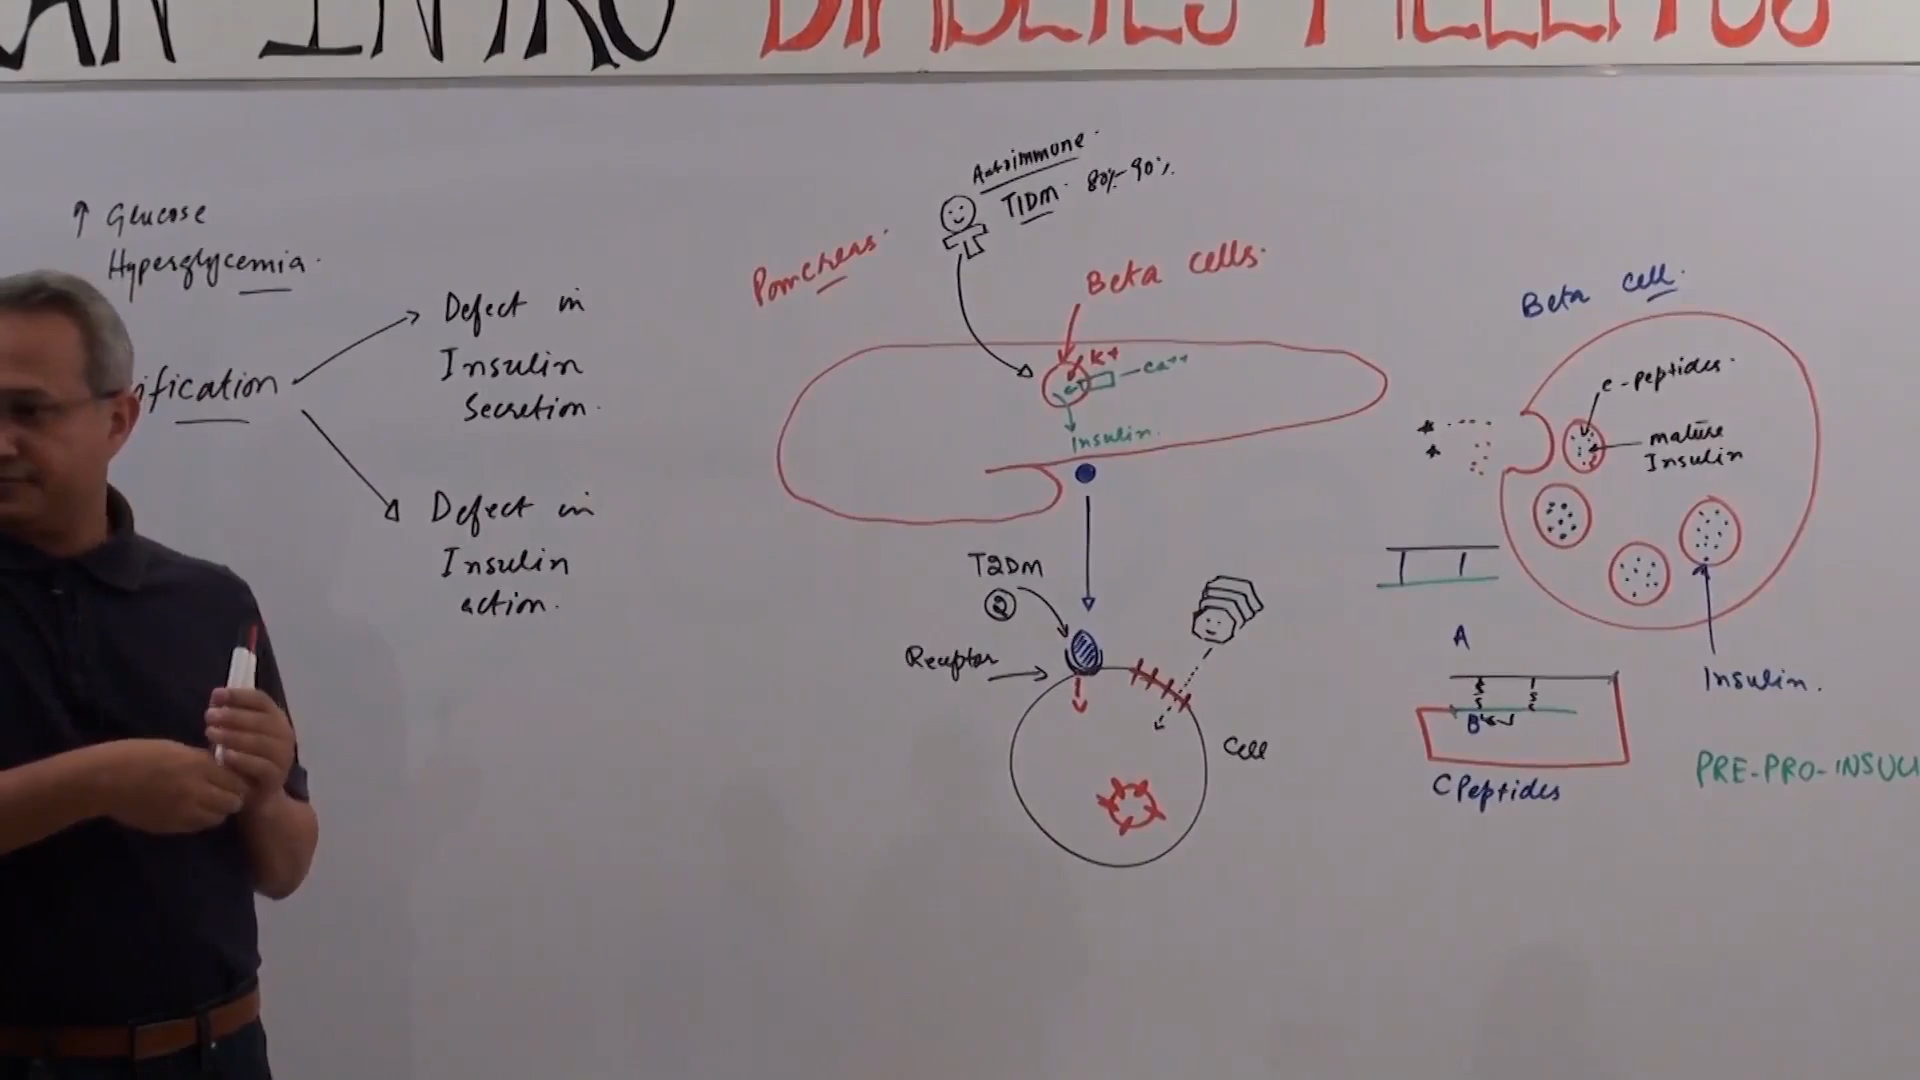 AN INTRO DIABETES MELLITUS
↑ Glucose
Hyperglycemia.
ification
Defect in
Insulin
Secretion.
Defect in
Insulin
action.
Autoimmune
T1DM 80%-90%
Pancreas
Beta cells.
K+
Ca++
Insulin.
T2DM
2
Receptor
Cell
Beta cell.
C-peptides
mature
Insulin
Insulin.
A
B
C Peptides
PRE-PRO-INSUL